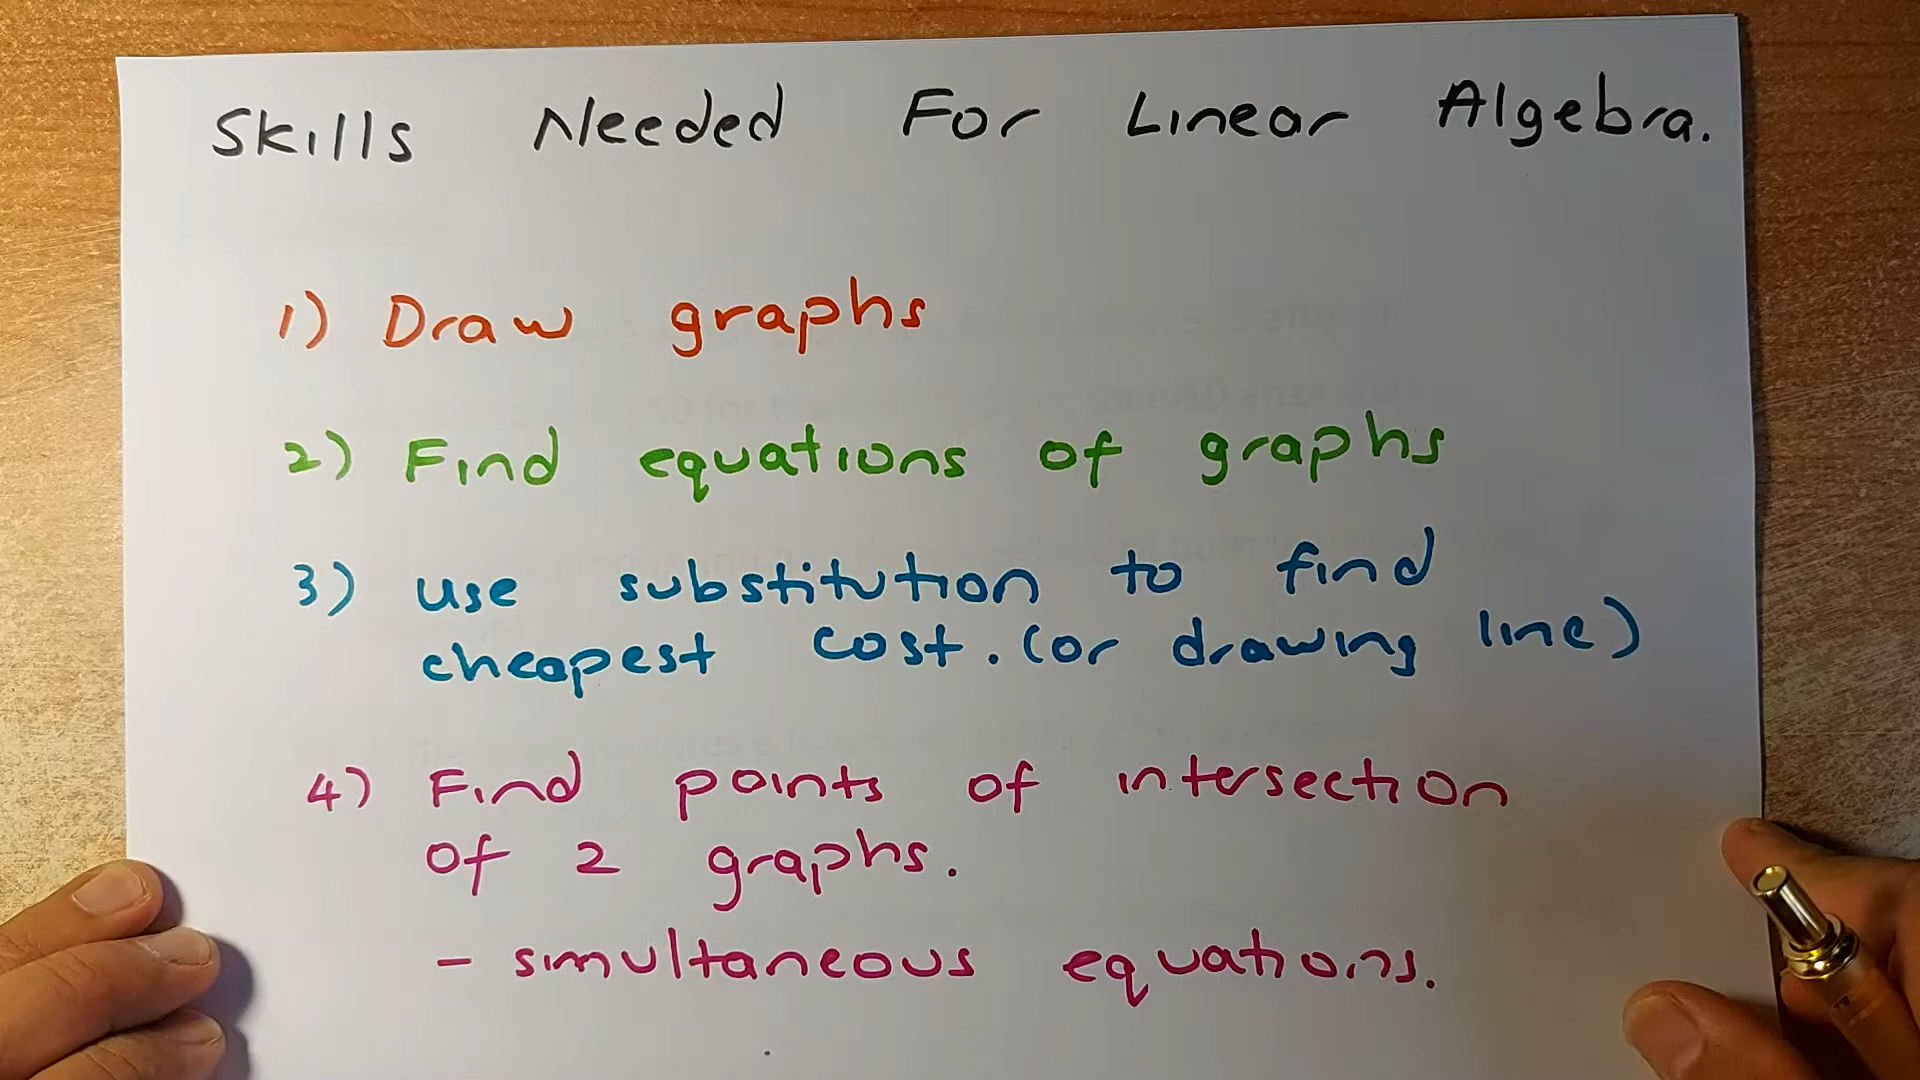 Skills Needed For Linear Algebra.
1) Draw graphs
2) Find equations of graphs
3) use substitution to find
cheapest cost. (or drawing line)
4) Find points of intersection
of 2 graphs.
- simultaneous equations.